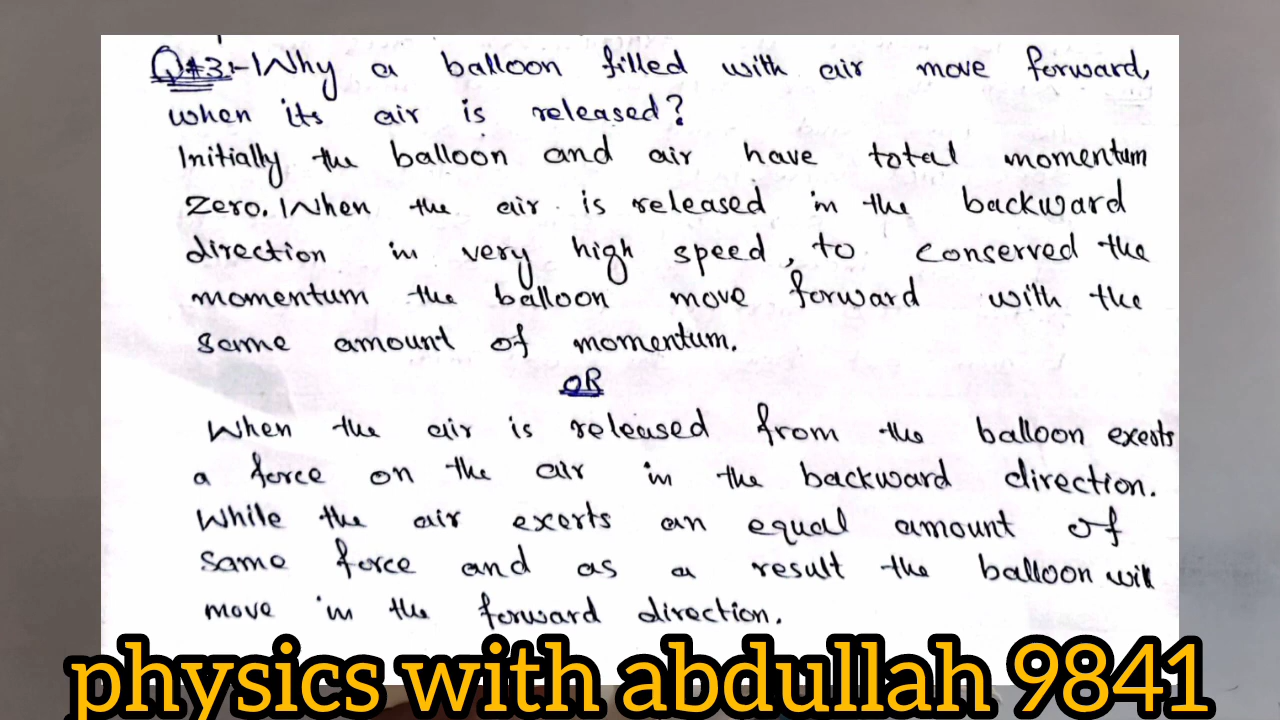 Q#3:- Why a balloon filled with air move forward,
when its air is released?
Initially the balloon and air have total momentum
zero. When the air is released in the backward
direction in very high speed, to conserved the
momentum the balloon move forward with the
same amount of momentum.
OR
When the air is released from the balloon exerts
a force on the air in the backward direction.
While the air exerts an equal amount of
same force and as a result the balloon will
move in the forward direction.
physics with abdullah 9841